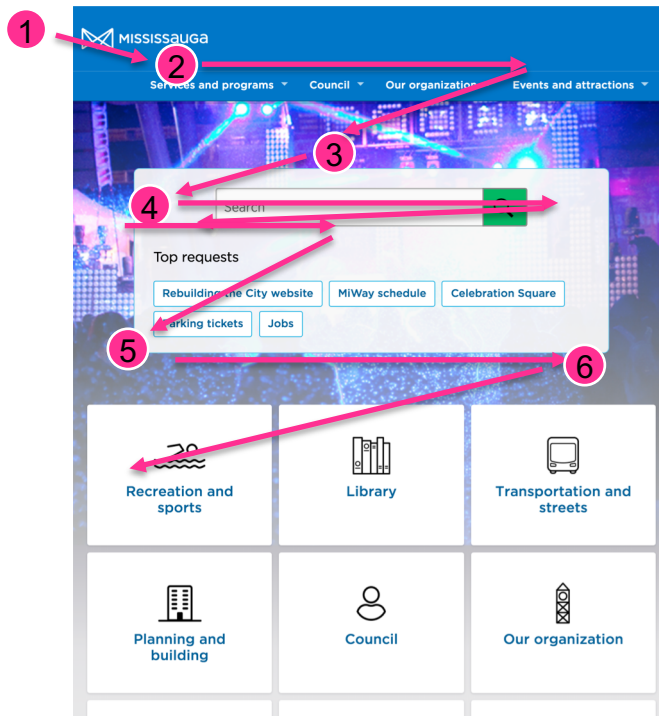 1
MISSISSAUGA
2
Services and programs Council Our organization Events and attractions
3
4
Search
Top requests
Rebuilding the City website MiWay schedule Celebration Square
Parking tickets Jobs
5
6
Recreation and sports
Library
Transportation and streets
Planning and building
Council
Our organization